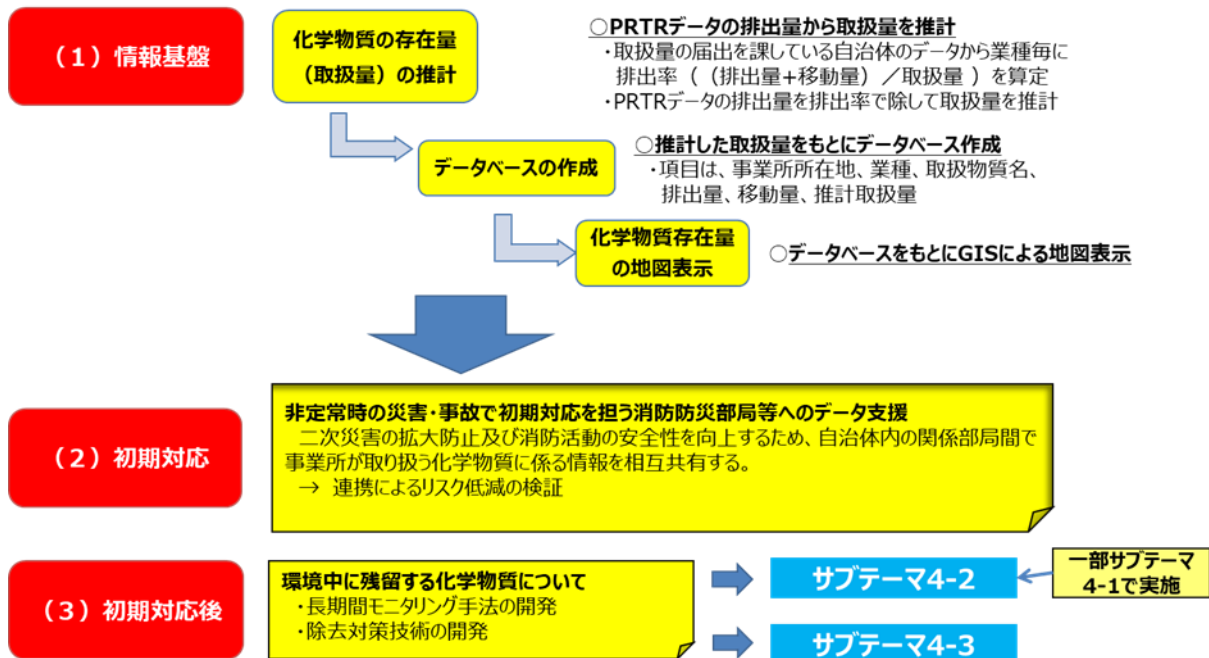 （１）情報基盤
化学物質の存在量
（取扱量）の推計
○PRTRデータの排出量から取扱量を推計
・取扱量の届出を課している自治体のデータから業種毎に
排出率（（排出量+移動量）／取扱量 ）を算定
・PRTRデータの排出量を排出率で除して取扱量を推計
データベースの作成
○推計した取扱量をもとにデータベース作成
・項目は、事業所所在地、業種、取扱物質名、
排出量、移動量、推計取扱量
化学物質存在量
の地図表示
○データベースをもとにGISによる地図表示
（２）初期対応
非定常時の災害・事故で初期対応を担う消防防災部局等へのデータ支援
二次災害の拡大防止及び消防活動の安全性を向上するため、自治体内の関係部局間で
事業所が取り扱う化学物質に係る情報を相互共有する。
→ 連携によるリスク低減の検証
（３）初期対応後
環境中に残留する化学物質について
・長期間モニタリング手法の開発
・除去対策技術の開発
サブテーマ4-2
一部サブテーマ
4-1で実施
サブテーマ4-3